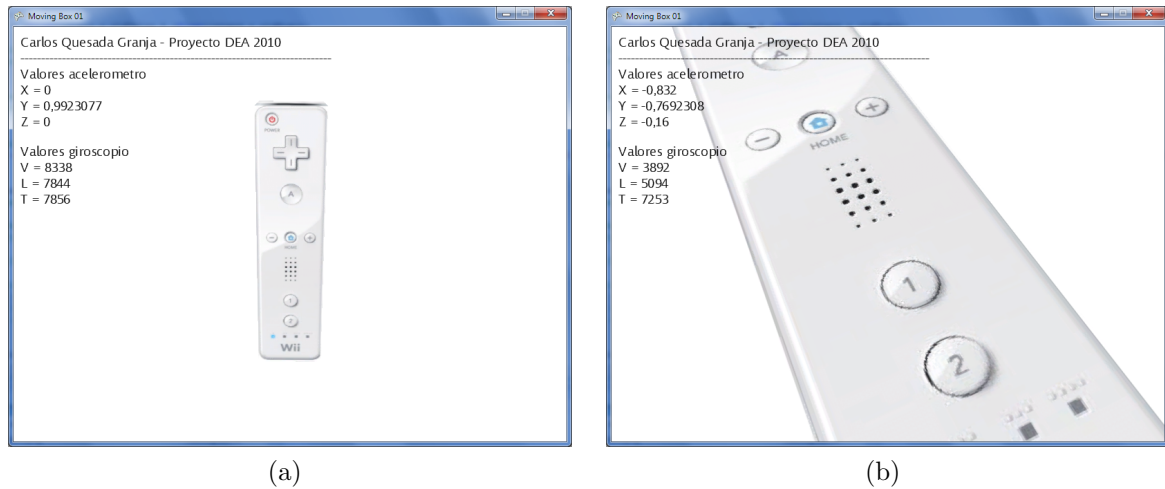 Moving Box 01
Carlos Quesada Granja - Proyecto DEA 2010
--------------------------------------------------------------------------------
Valores acelerometro
X = 0
Y = 0,9923077
Z = 0
Valores giroscopio
V = 8338
L = 7844
T = 7856
POWER
A
HOME
1
2
Wii
(a)
Moving Box 01
Carlos Quesada Granja - Proyecto DEA 2010
--------------------------------------------------------------------------------
Valores acelerometro
X = -0,832
Y = -0,7692308
Z = -0,16
Valores giroscopio
V = 3892
L = 5094
T = 7253
A
HOME
1
2
(b)